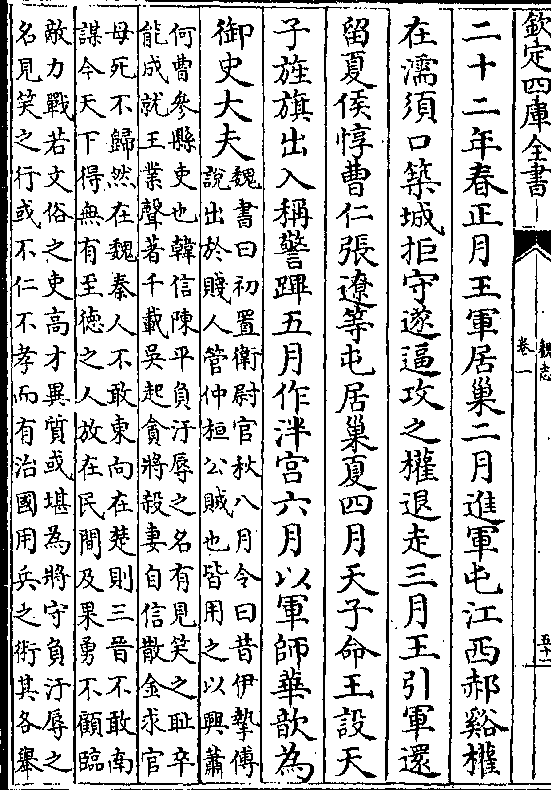 欽定四庫全書
魏志
卷一
二十二年春正月王軍居巢二月進軍屯江西郝谿權
在濡須口築城拒守遂逼攻之權退走三月王引軍還
留夏侯惇曹仁張遼等屯居巢夏四月天子命王設天
子旌旗出入稱警蹕五月作泮宮六月以軍師華歆為
御史大夫
魏書曰初置衛尉官秋八月令曰昔伊摯傅
說出於賤人管仲桓公賊也皆用之以興蕭
何曹參縣吏也韓信陳平負汙辱之名有見笑之恥卒
能成就王業聲著千載吳起貪將殺妻自信散金求官
母死不歸然在魏秦人不敢東向在楚則三晉不敢南
謀今天下得無有至德之人放在民間及果勇不顧臨
敵力戰若文俗之吏高才異質或堪為將守負汙辱之
名見笑之行或不仁不孝而有治國用兵之術其各舉